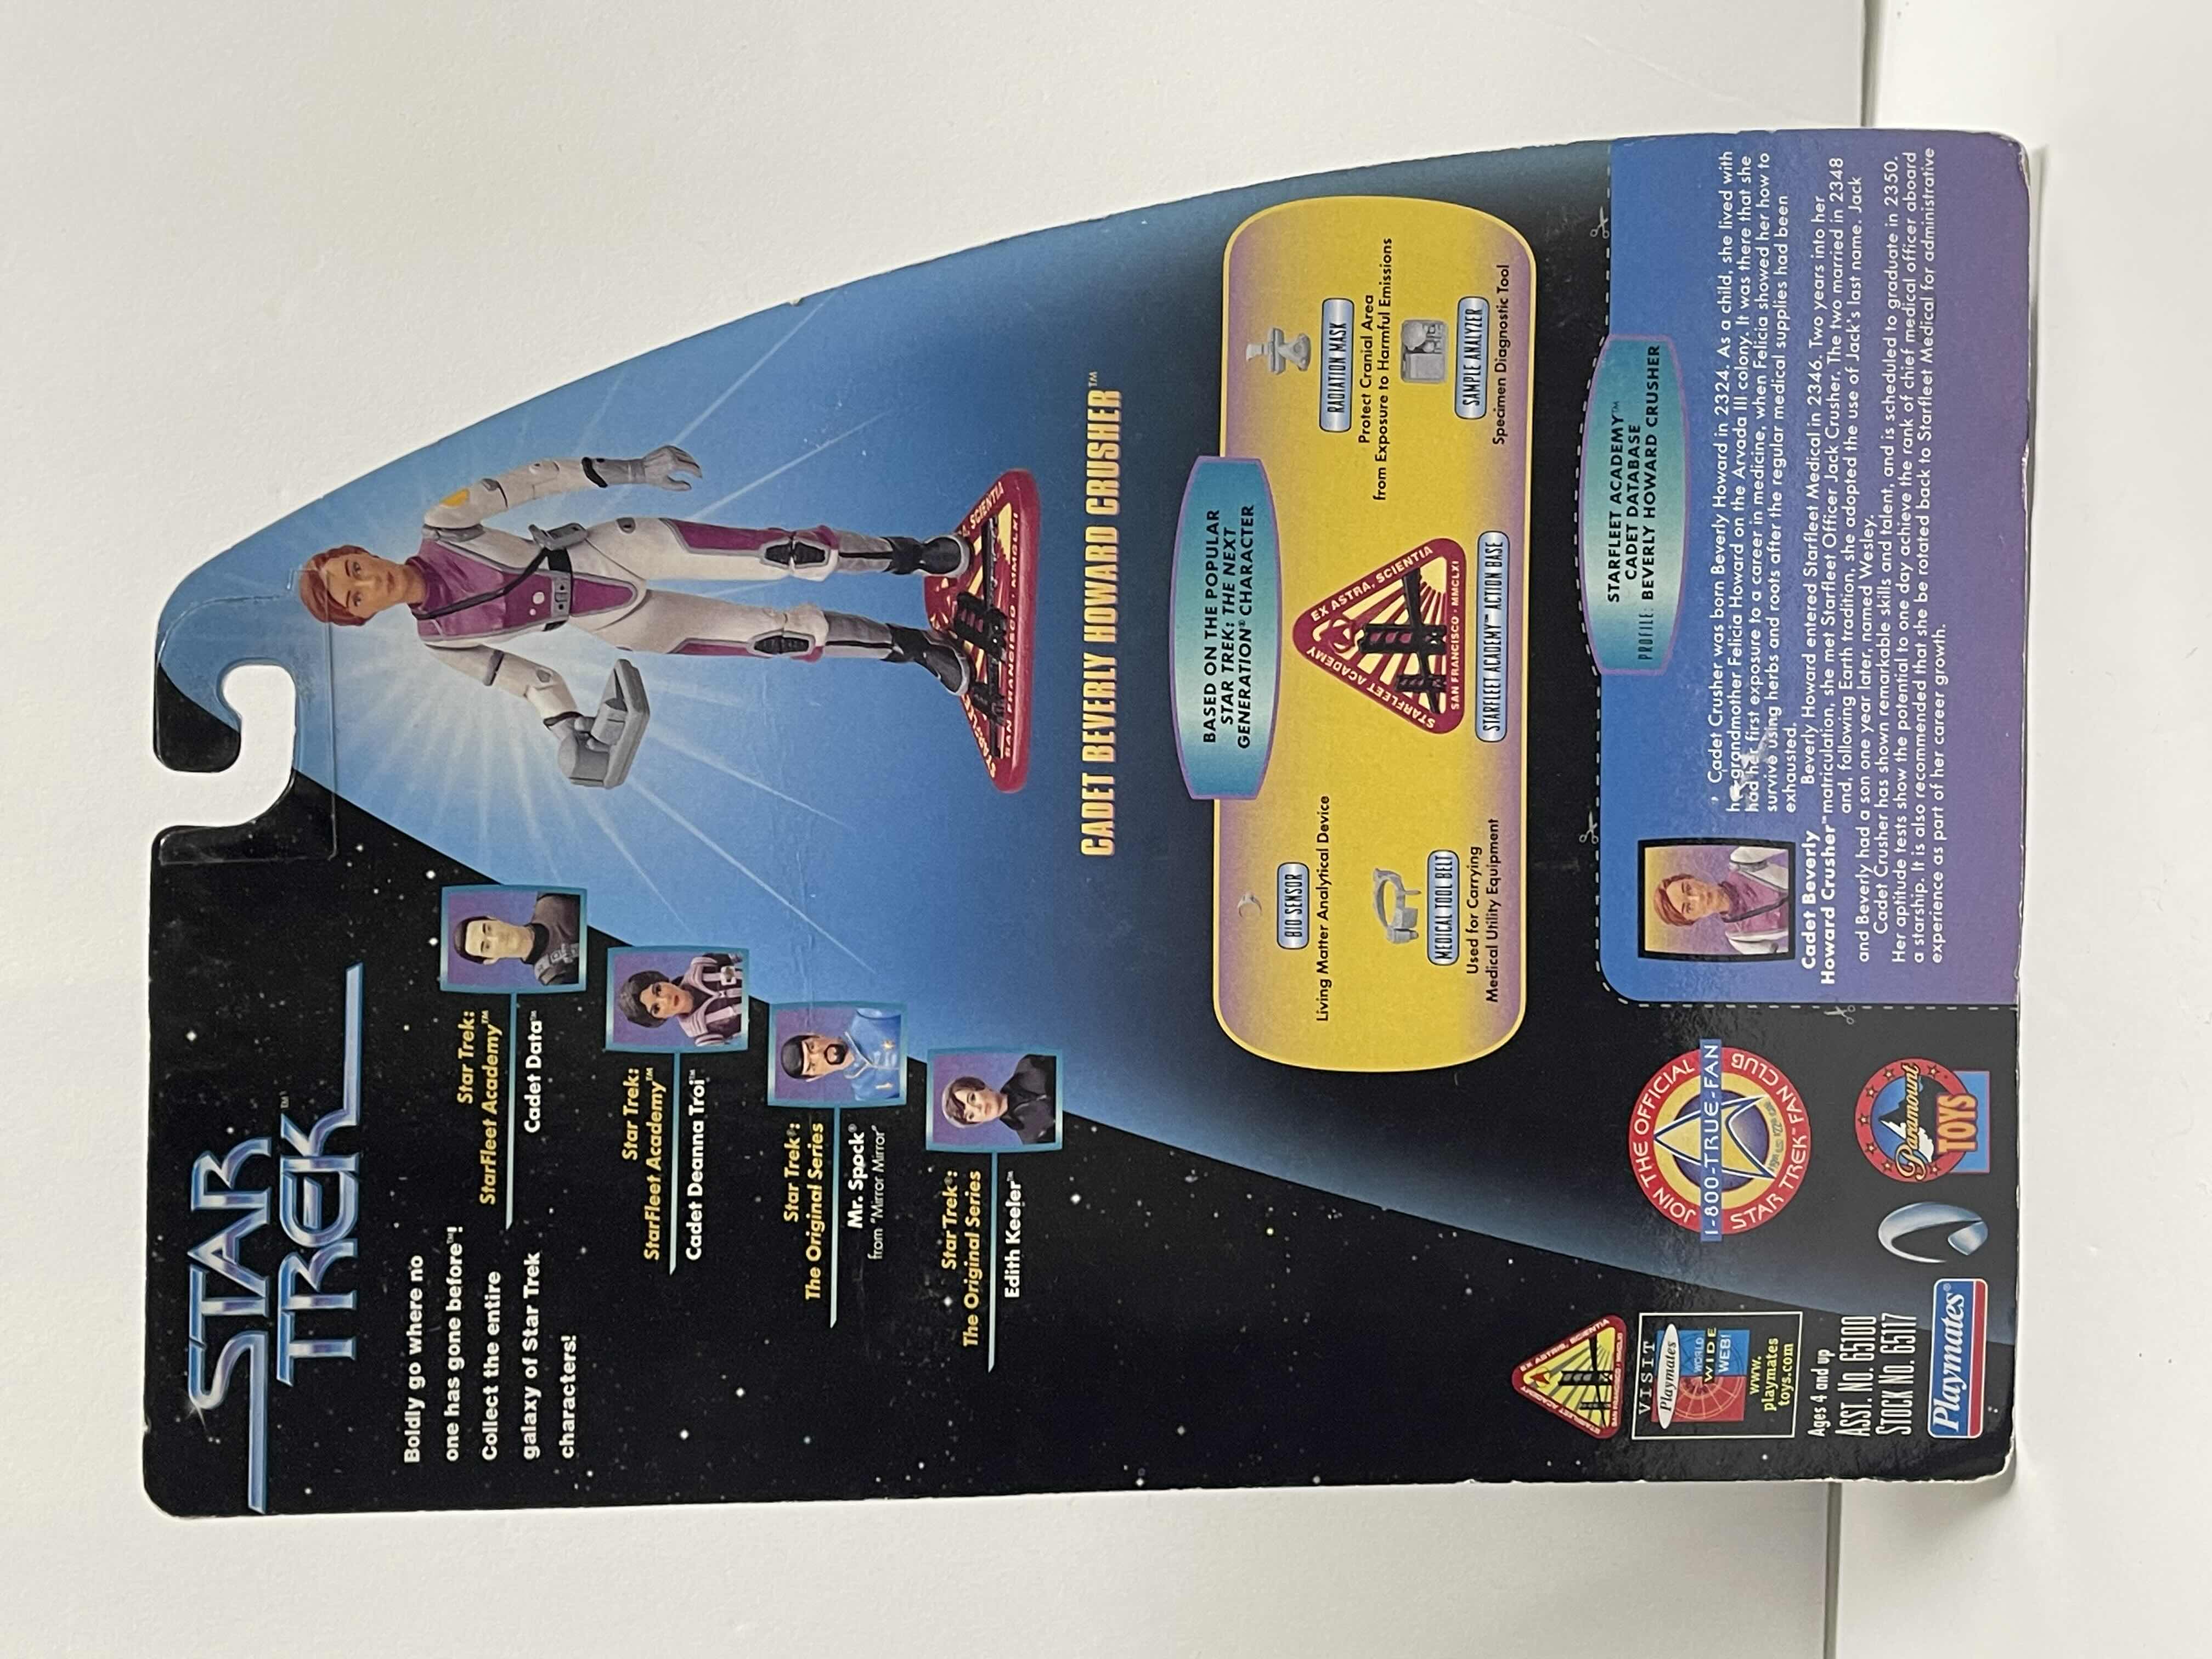 STAR
TREK™
Boldly go where no
one has gone before™!
Collect the entire
galaxy of Star Trek
characters!
Star Trek:
StarFleet Academy™
Cadet Data™
Star Trek:
StarFleet Academy™
Cadet Deanna Troi™
Star Trek®:
The Original Series
Mr. Spock®
from "Mirror Mirror"
Star Trek®:
The Original Series
Edith Keeler™
CADET BEVERLY HOWARD CRUSHER™
BASED ON THE POPULAR
STAR TREK: THE NEXT
GENERATION® CHARACTER
BIO SENSOR
Living Matter Analytical Device
MEDICAL TOOL BELT
Used for Carrying
Medical Utility Equipment
STARFLEET ACADEMY
EX ASTRA, SCIENTIA
SAN FRANCISCO · MMCLXI
STARFLEET ACADEMY™ ACTION BASE
RADIATION MASK
Protect Cranial Area
from Exposure to Harmful Emissions
SAMPLE ANALYZER
Specimen Diagnostic Tool
STARFLEET ACADEMY™
CADET DATABASE
PROFILE: BEVERLY HOWARD CRUSHER
Cadet Beverly
Howard Crusher™
Cadet Crusher was born Beverly Howard in 2324. As a child, she lived with
grandmother Felicia Howard on the Arvada III colony. It was there that she
had her first exposure to a career in medicine, when Felicia showed her how to
survive using herbs and roots after the regular medical supplies had been
exhausted.
Beverly Howard entered Starfleet Medical in 2346. Two years into her
matriculation, she met Starfleet Officer Jack Crusher. The two married in 2348
and, following Earth tradition, she adopted the use of Jack's last name. Jack
and Beverly had a son one year later, named Wesley.
Cadet Crusher has shown remarkable skills and talent, and is scheduled to graduate in 2350.
Her aptitude tests show the potential to one day achieve the rank of chief medical officer aboard
a starship. It is also recommended that she be rotated back to Starfleet Medical for administrative
experience as part of her career growth.
JOIN THE OFFICIAL
1-800-TRUE-FAN
STAR TREK™ FAN CLUB
Paramount
TOYS
VISIT
Playmates
WORLD
WIDE
WEB!
www.
playmates
toys.com
Ages 4 and up
ASST. NO. 65100
STOCK NO. 65117
Playmates®